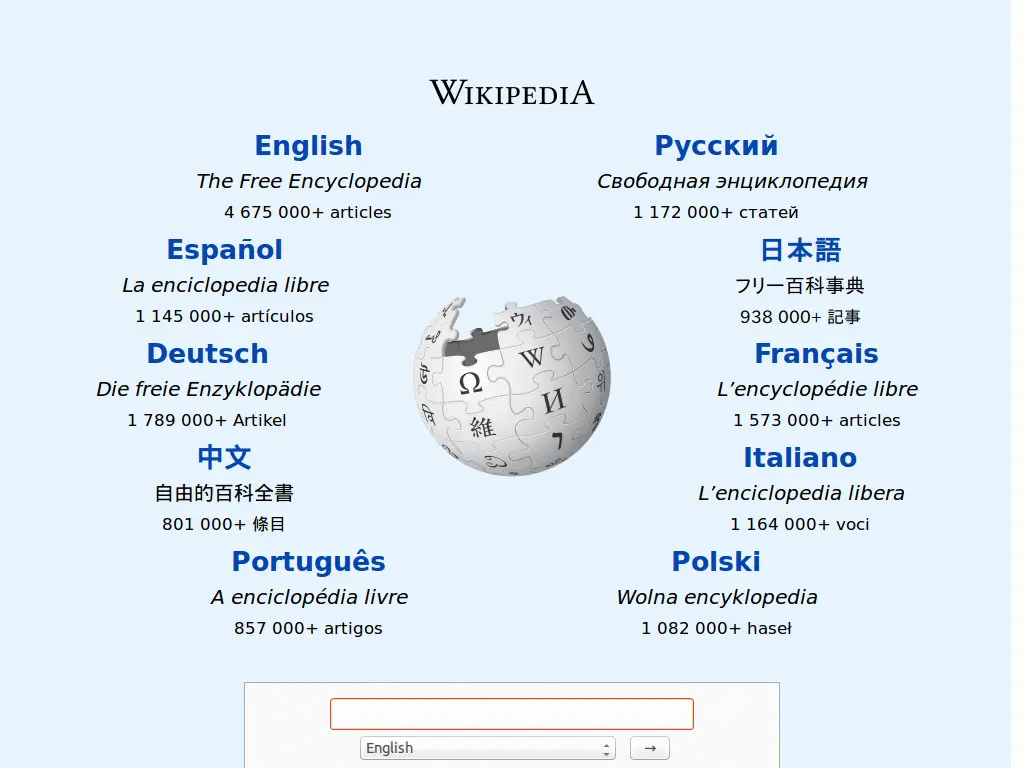 WIKIPEDIA
English
The Free Encyclopedia
4 675 000+ articles
Русский
Свободная энциклопедия
1 172 000+ статей
Español
La enciclopedia libre
1 145 000+ artículos
日本語
フリー百科事典
938 000+ 記事
Deutsch
Die freie Enzyklopädie
1 789 000+ Artikel
Français
L’encyclopédie libre
1 573 000+ articles
中文
自由的百科全書
801 000+ 條目
Italiano
L’enciclopedia libera
1 164 000+ voci
Português
A enciclopédia livre
857 000+ artigos
Polski
Wolna encyklopedia
1 082 000+ haseł
Ω
W
И
維
ウィ
English
→